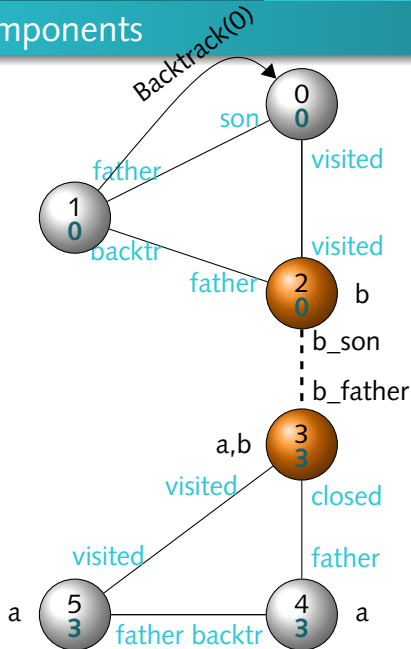 mponents
Backtrack(0)
0
0
son
visited
father
1
0
backtr
visited
father
2
0
b
b_son
b_father
a,b
3
3
visited
closed
visited
father
a
5
3
father backtr
4
3
a